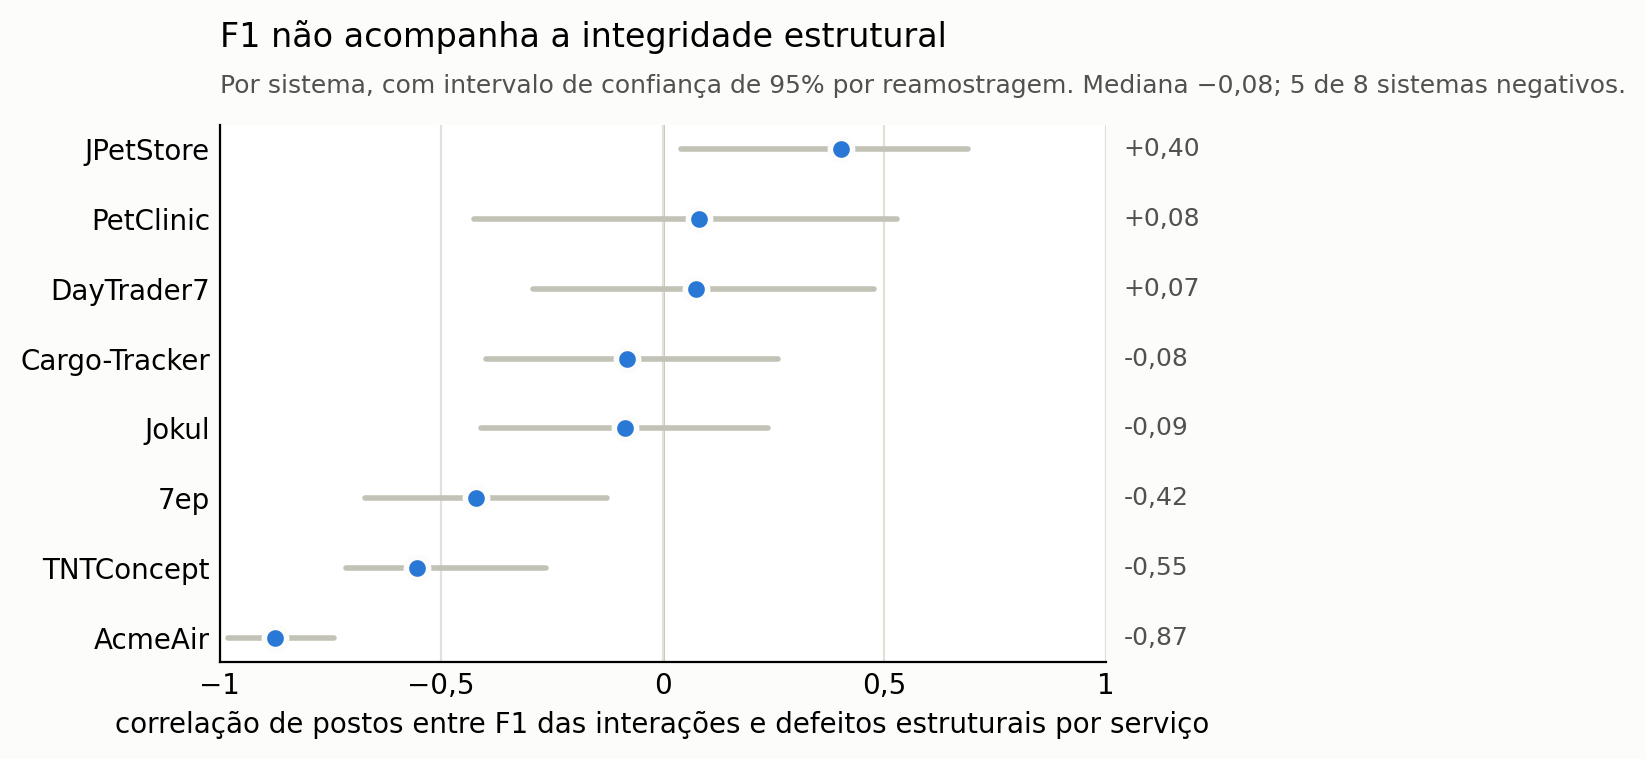 F1 não acompanha a integridade estrutural
Por sistema, com intervalo de confiança de 95% por reamostragem. Mediana −0,08; 5 de 8 sistemas negativos.
JPetStore +0,40
PetClinic +0,08
DayTrader7 +0,07
Cargo-Tracker -0,08
Jokul -0,09
7ep -0,42
TNTConcept -0,55
AcmeAir -0,87
−1 −0,5 0 0,5 1
correlação de postos entre F1 das interações e defeitos estruturais por serviço